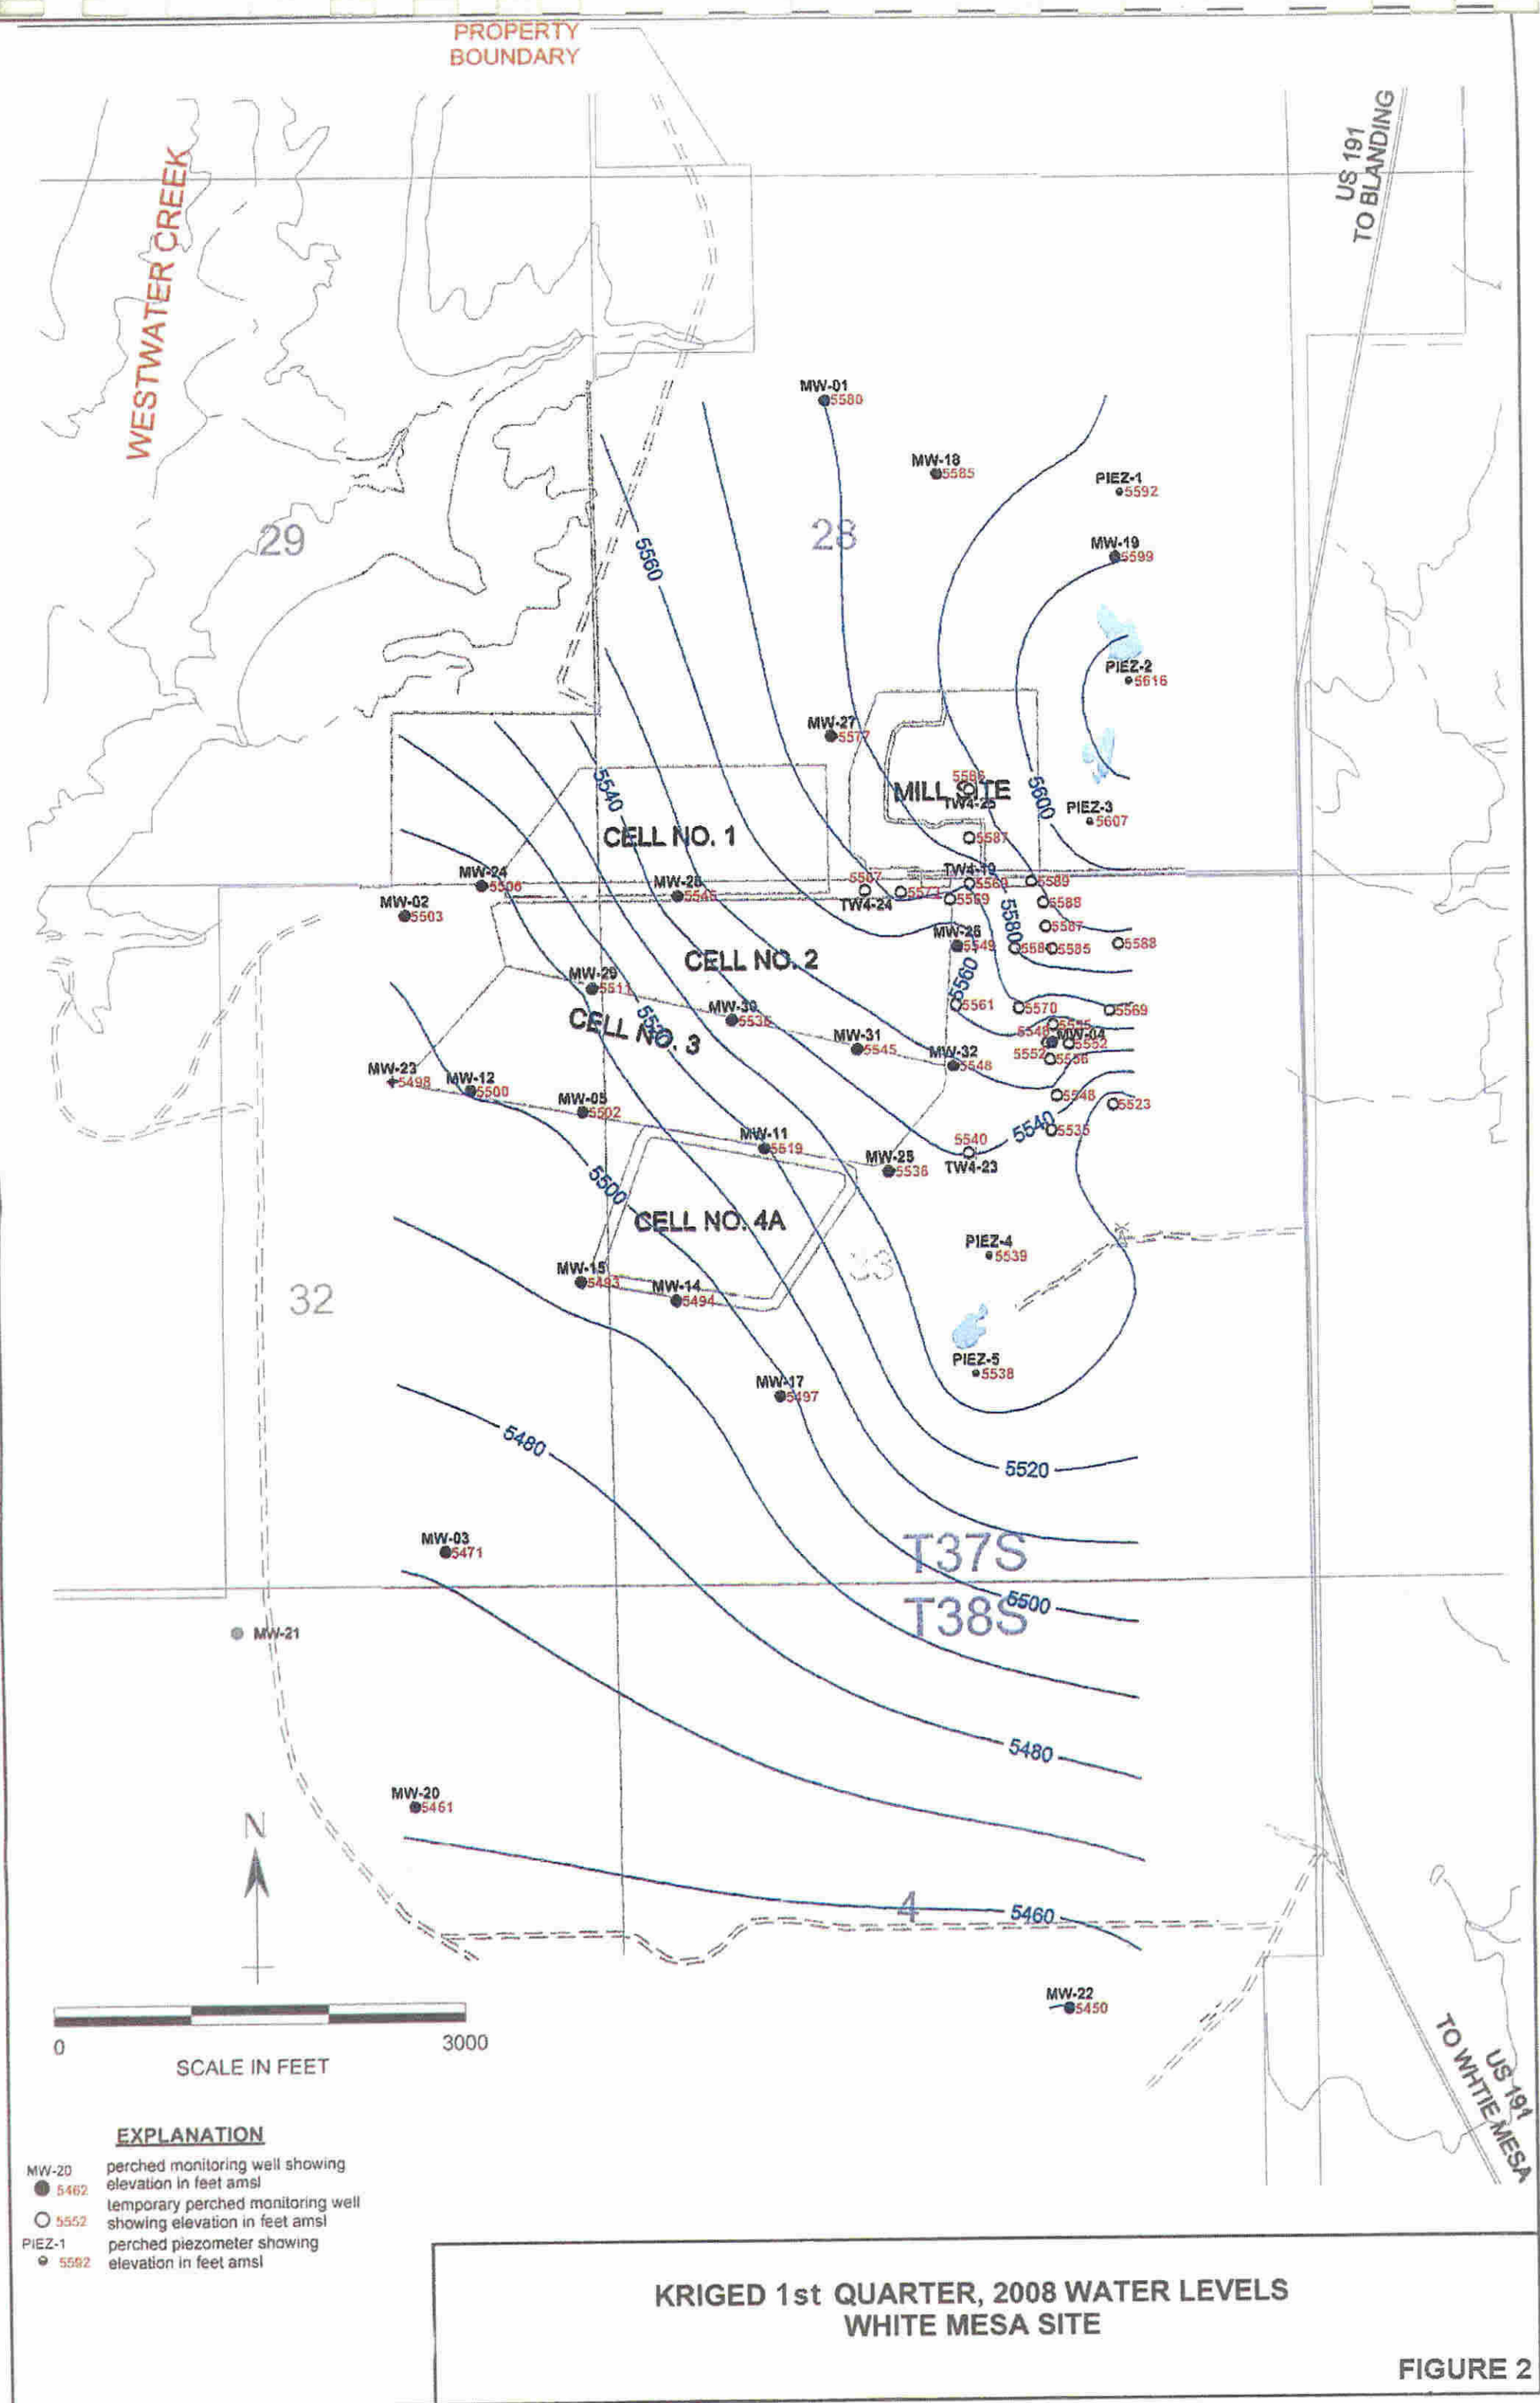 PROPERTY
BOUNDARY
WESTWATER CREEK
US 191
TO BLANDING
MW-01
5580
MW-18
5585
PIEZ-1
5592
29
28
5560
MW-19
5599
PIEZ-2
5616
MW-27
5577
5540
MILL SITE
TW4-25
5600
PIEZ-3
5607
CELL NO. 1
5587
MW-24
5506
MW-02
5503
5567
TW4-24
5573
TW4-19
5569
5589
5588
5587
5580
5585
5588
MW-26
5549
CELL NO. 2
MW-29
5511
5560
5561
5570
5569
CELL NO. 3
MW-30
MW-31
5545
MW-32
5548
5548
MW-04
5552
5552
5556
MW-23
5498
MW-12
5500
MW-05
5502
5548
5523
5540
5535
MW-11
5519
5540
TW4-23
MW-25
5536
5500
CELL NO. 4A
33
PIEZ-4
5539
MW-15
5493
MW-14
5494
32
PIEZ-5
5538
MW-17
5497
5480
5520
MW-03
5471
T37S
5500
T38S
MW-21
5480
MW-20
5461
N
4
5460
MW-22
5450
0
3000
SCALE IN FEET
US 191
TO WHTIE MESA
EXPLANATION
MW-20
5462
perched monitoring well showing
elevation in feet amsl
5552
temporary perched monitoring well
showing elevation in feet amsl
PIEZ-1
5592
perched piezometer showing
elevation in feet amsl
KRIGED 1st QUARTER, 2008 WATER LEVELS
WHITE MESA SITE
FIGURE 2